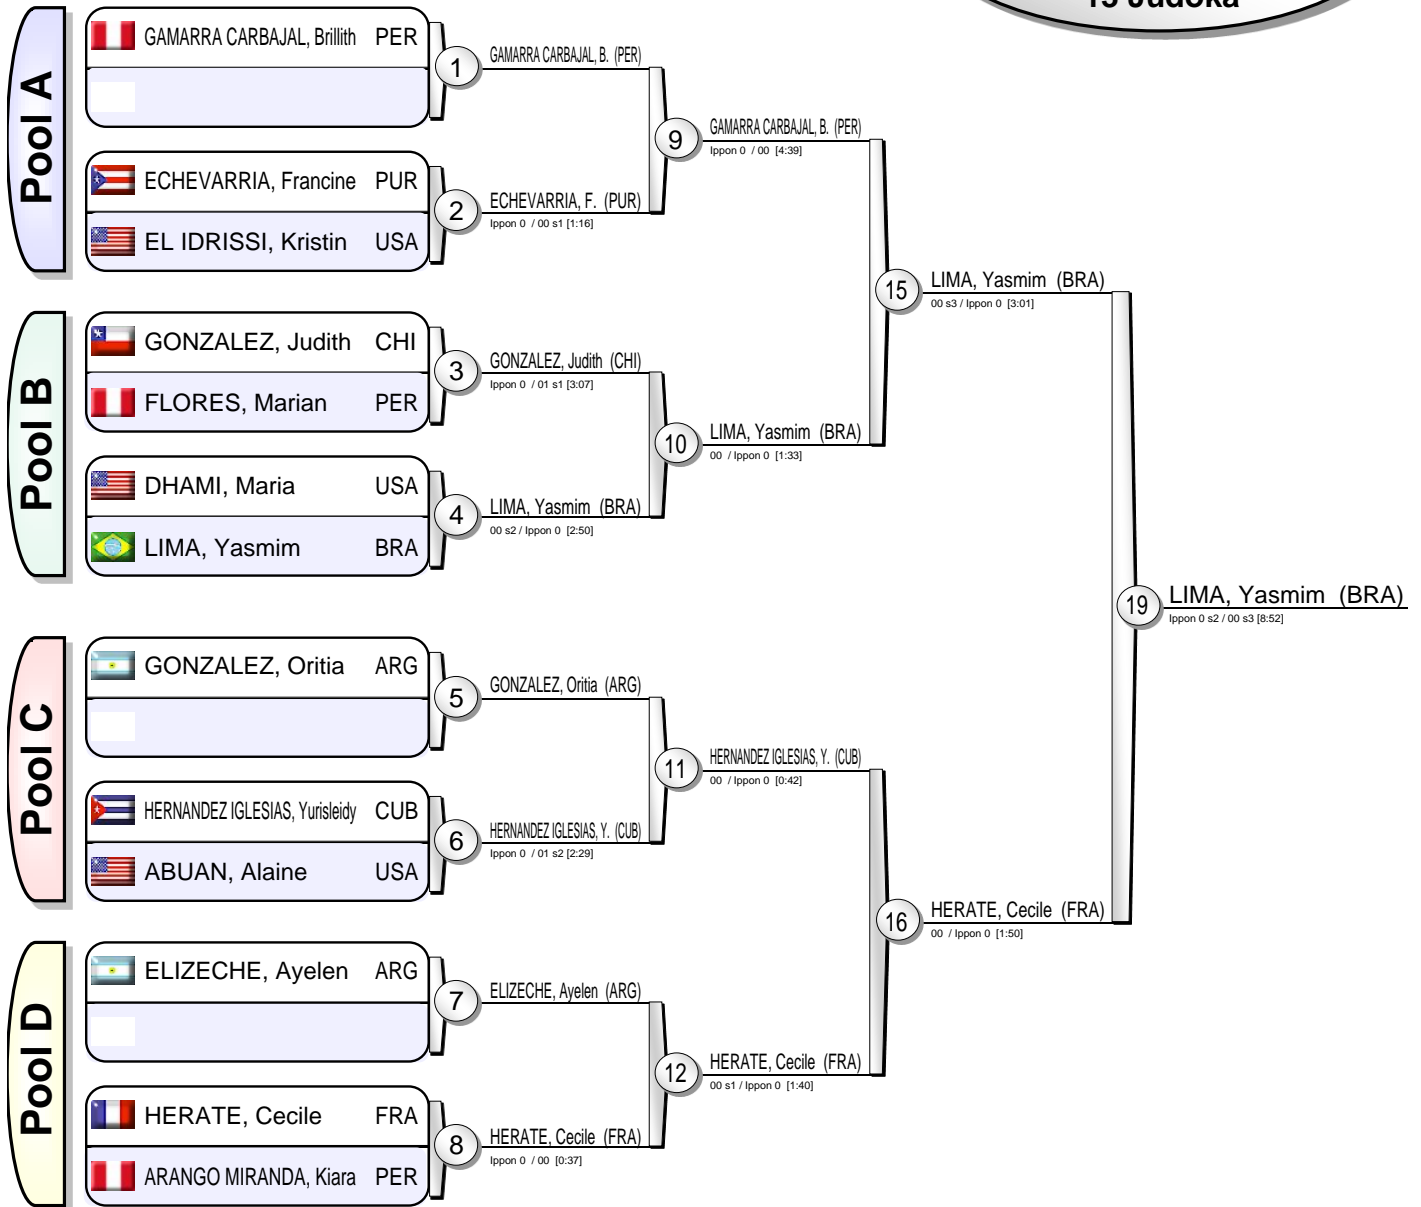 13 Judoka
Pool A
GAMARRA CARBAJAL, Brillith PER
1
GAMARRA CARBAJAL, B. (PER)
ECHEVARRIA, Francine PUR
EL IDRISSI, Kristin USA
2
ECHEVARRIA, F. (PUR)
Ippon 0 / 00 s1 [1:16]
9
GAMARRA CARBAJAL, B. (PER)
Ippon 0 / 00 [4:39]
Pool B
GONZALEZ, Judith CHI
FLORES, Marian PER
3
GONZALEZ, Judith (CHI)
Ippon 0 / 01 s1 [3:07]
DHAMI, Maria USA
LIMA, Yasmim BRA
4
LIMA, Yasmim (BRA)
00 s2 / Ippon 0 [2:50]
10
LIMA, Yasmim (BRA)
00 / Ippon 0 [1:33]
15
LIMA, Yasmim (BRA)
00 s3 / Ippon 0 [3:01]
Pool C
GONZALEZ, Oritia ARG
5
GONZALEZ, Oritia (ARG)
HERNANDEZ IGLESIAS, Yurisleidy CUB
ABUAN, Alaine USA
6
HERNANDEZ IGLESIAS, Y. (CUB)
Ippon 0 / 01 s2 [2:29]
11
HERNANDEZ IGLESIAS, Y. (CUB)
00 / Ippon 0 [0:42]
Pool D
ELIZECHE, Ayelen ARG
7
ELIZECHE, Ayelen (ARG)
HERATE, Cecile FRA
ARANGO MIRANDA, Kiara PER
8
HERATE, Cecile (FRA)
Ippon 0 / 00 [0:37]
12
HERATE, Cecile (FRA)
00 s1 / Ippon 0 [1:40]
16
HERATE, Cecile (FRA)
00 / Ippon 0 [1:50]
19
LIMA, Yasmim (BRA)
Ippon 0 s2 / 00 s3 [8:52]